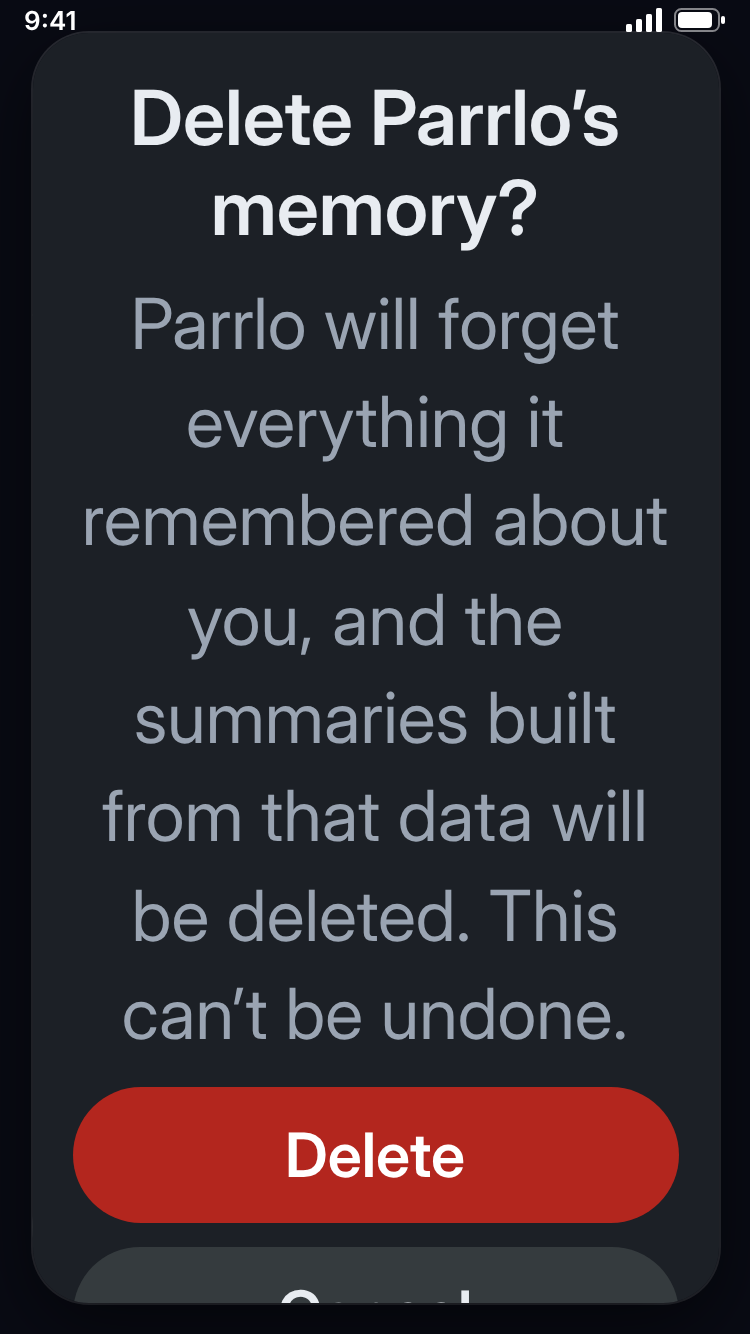 9:41
Delete Parrlo’s
memory?
Parrlo will forget
everything it
remembered about
you, and the
summaries built
from that data will
be deleted. This
can’t be undone.
Delete
Cancel